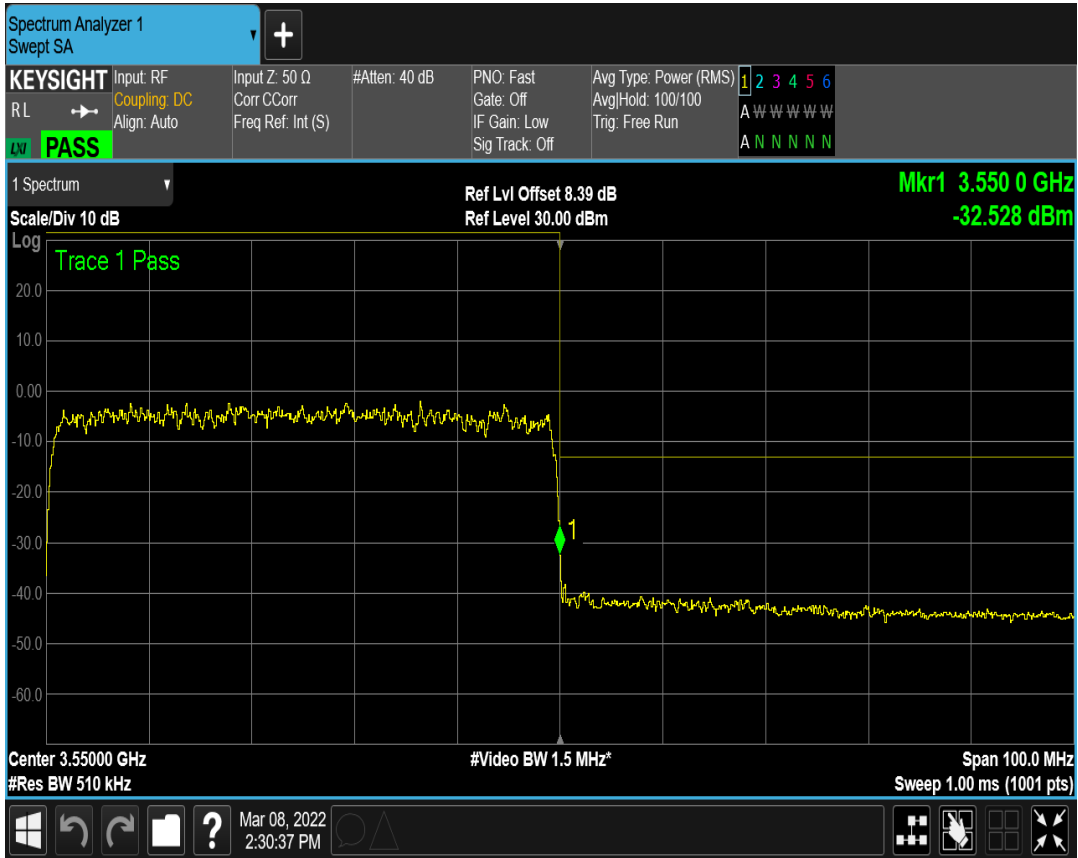 Spectrum Analyzer 1
Swept SA
+
KEYSIGHT
R L
LXI PASS
Input: RF
Coupling: DC
Align: Auto
Input Z: 50 Ω
Corr CCorr
Freq Ref: Int (S)
#Atten: 40 dB
PNO: Fast
Gate: Off
IF Gain: Low
Sig Track: Off
Avg Type: Power (RMS)
Avg|Hold: 100/100
Trig: Free Run
1 2 3 4 5 6
A W W W W W
A N N N N N
1 Spectrum
Scale/Div 10 dB
Ref Lvl Offset 8.39 dB
Ref Level 30.00 dBm
Mkr1 3.550 0 GHz
-32.528 dBm
Log
Trace 1 Pass
20.0
10.0
0.00
-10.0
-20.0
1
-30.0
-40.0
-50.0
-60.0
Center 3.55000 GHz
#Res BW 510 kHz
#Video BW 1.5 MHz*
Span 100.0 MHz
Sweep 1.00 ms (1001 pts)
?
Mar 08, 2022
2:30:37 PM